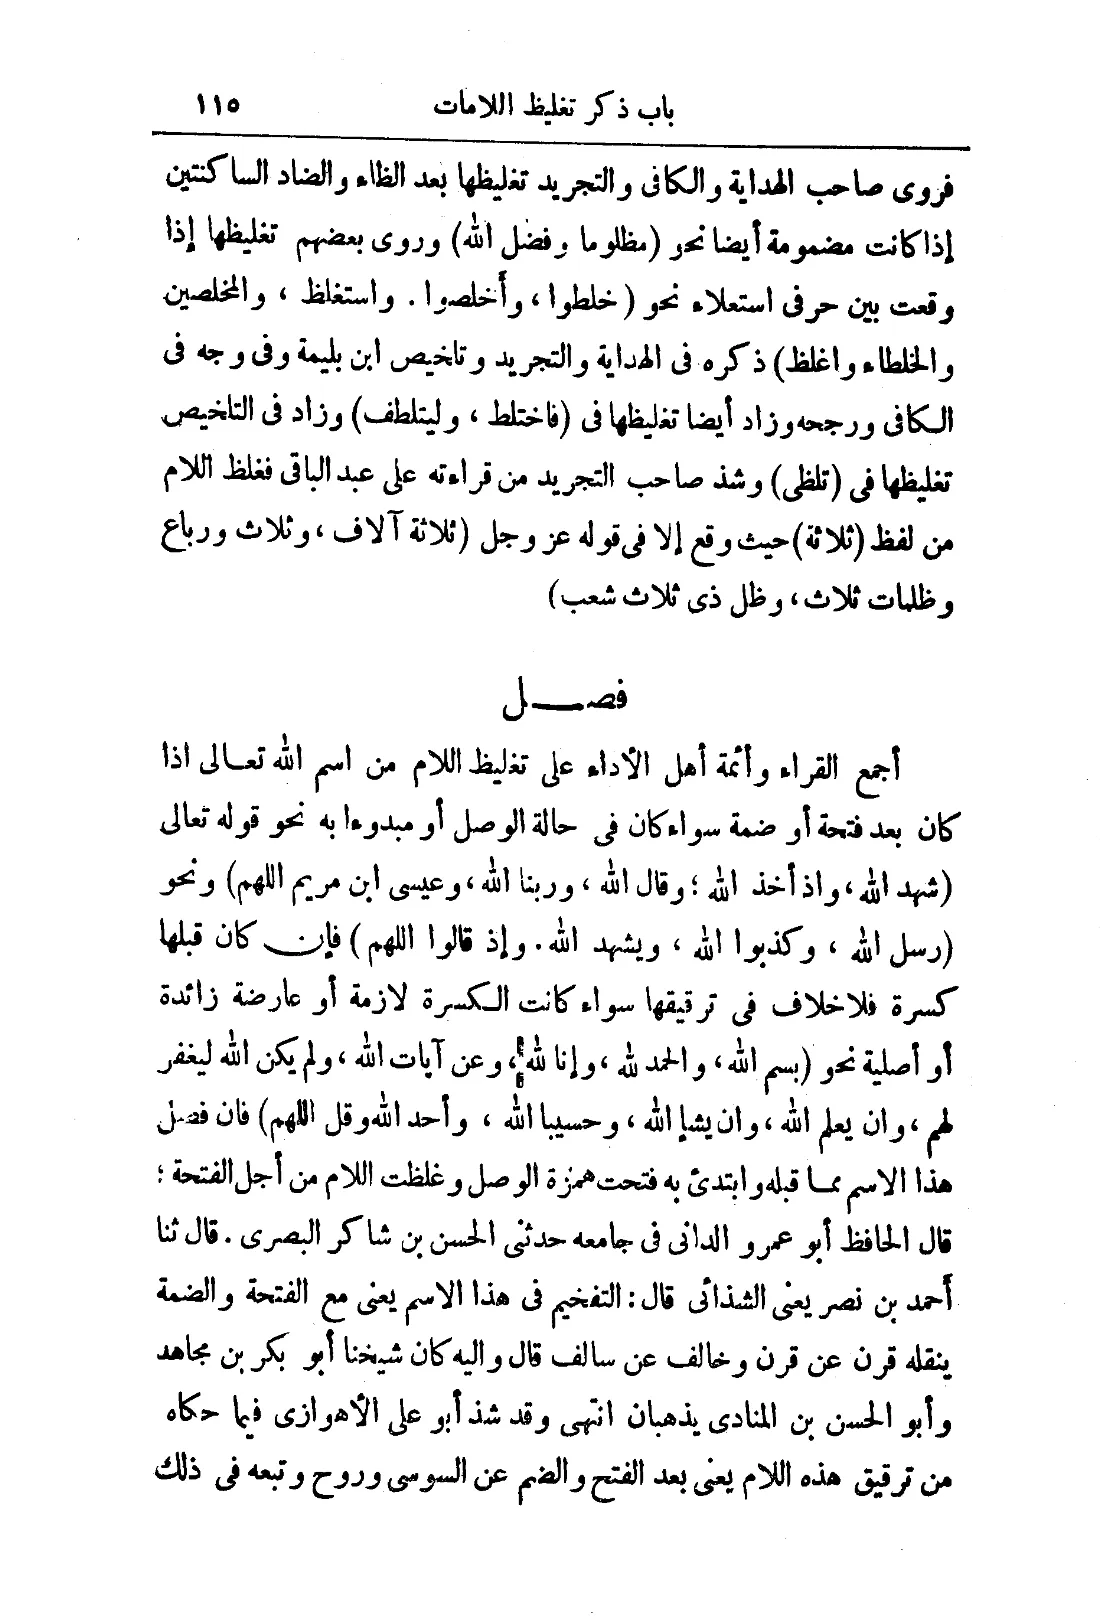 باب ذكر تغليظ اللامات ١١٥
فروى صاحب الهداية والكافى والتجريد تغليظها بعد الظاء والضاد الساكنتين
إذا كانت مضمومة أيضا نحو (مظلوما وفضل الله) وروى بعضهم تغليظها إذا
وقعت بين حرفى استعلاء نحو (خلطوا ، وأخلصوا . واستغلظ ، والمخلصين
والخلطاء واغلظ) ذكره فى الهداية والتجريد وتلخيص ابن بليمة وفى وجه فى
الكافى ورجحه وزاد أيضا تغليظها فى (فاختلط ، وليتلطف) وزاد فى التلخيص
تغليظها فى (تلظى) وشذ صاحب التجريد من قراءته على عبد الباقى فغلظ اللام
من لفظ (ثلاثة) حيث وقع إلا فى قوله عز وجل (ثلاثة آلاف ، وثلاث ورباع
وظلمات ثلاث ، وظل ذى ثلاث شعب)
فصـــل
أجمع القراء وأئمة أهل الأداء على تغليظ اللام من اسم الله تعالى اذا
كان بعد فتحة أو ضمة سواء كان فى حالة الوصل أو مبدوءا به نحو قوله تعالى
(شهد الله ، واذ أخذ الله ؛ وقال الله ، وربنا الله ، وعيسى ابن مريم اللهم) ونحو
(رسل الله ، وكذبوا الله ، ويشهد الله . وإذ قالوا اللهم) فإن كان قبلها
كسرة فلا خلاف فى ترقيقها سواء كانت الكسرة لازمة أو عارضة زائدة
أو أصلية نحو (بسم الله ، والحمد لله ، وإنا لله ، وعن آيات الله ، ولم يكن الله ليغفر
لهم ، وان يعلم الله ، وان يشإ الله ، وحسيبا الله ، وأحد الله وقل اللهم) فان فصل
هذا الاسم مما قبله وابتدئ به فتحت همزة الوصل وغلظت اللام من أجل الفتحة ؛
قال الحافظ أبو عمرو الدانى فى جامعه حدثنى الحسن بن شاكر البصرى . قال ثنا
أحمد بن نصر يعنى الشذائى قال : التفخيم فى هذا الاسم يعنى مع الفتحة والضمة
ينقله قرن عن قرن وخالف عن سالف قال واليه كان شيخنا أبو بكر بن مجاهد
وأبو الحسن بن المنادى يذهبان انتهى وقد شذ أبو على الأهوازى فيما حكاه
من ترقيق هذه اللام يعنى بعد الفتح والضم عن السوسى وروح وتبعه فى ذلك